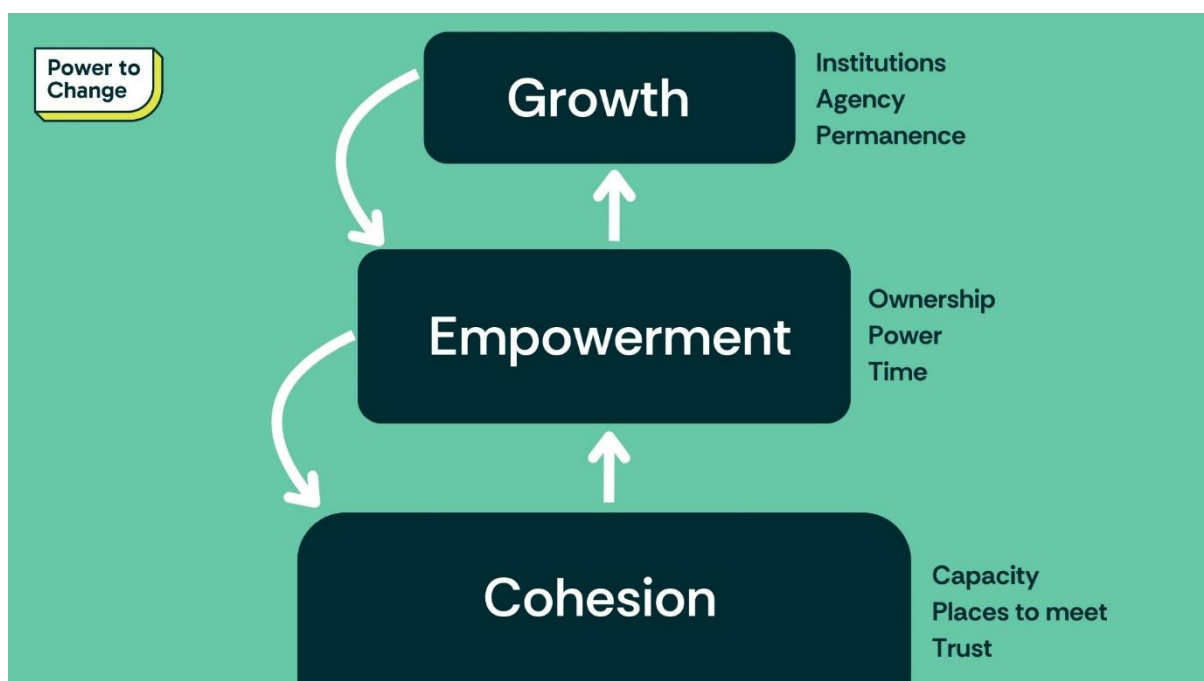 Power to
Change
Growth
Institutions
Agency
Permanence
Empowerment
Ownership
Power
Time
Cohesion
Capacity
Places to meet
Trust